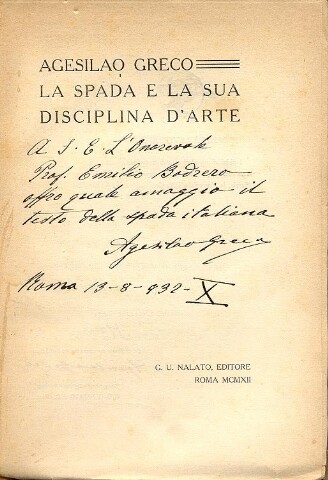 AGESILAO GRECO
LA SPADA E LA SUA
DISCIPLINA D'ARTE
A S. E. L'Onorevole
Prof. Emilio Bodrero
offro quale omaggio il
testo della spada italiana
Agesilao Greco
Roma 13-8-932-X
G. U. NALATO, EDITORE
ROMA MCMXII